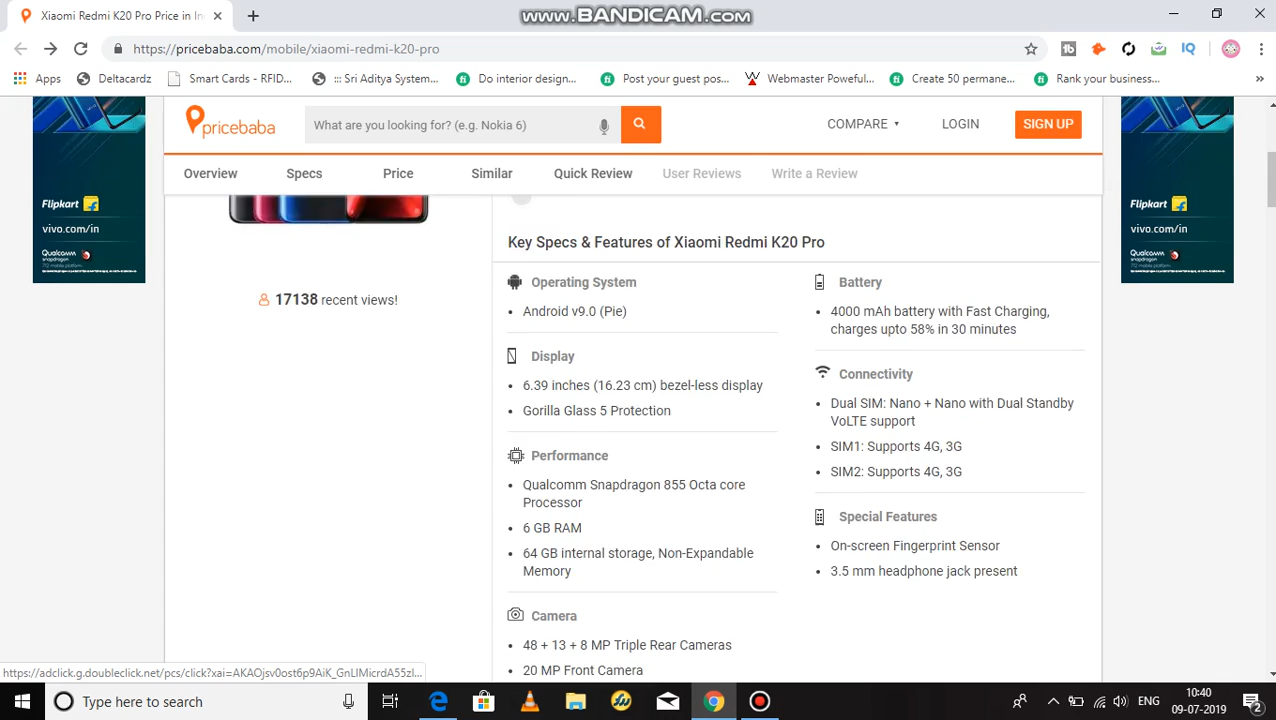 www.BANDICAM.com
Xiaomi Redmi K20 Pro Price in In
https://pricebaba.com/mobile/xiaomi-redmi-k20-pro
Apps Deltacardz Smart Cards - RFID... ::: Sri Aditya System... Do interior design... Post your guest po... Webmaster Poweful... Create 50 permane... Rank your business...
pricebaba What are you looking for? (e.g. Nokia 6) COMPARE LOGIN SIGN UP
Overview Specs Price Similar Quick Review User Reviews Write a Review
Flipkart
vivo.com/in
Qualcomm
snapdragon
Flipkart
vivo.com/in
Qualcomm
snapdragon
17138 recent views!
Key Specs & Features of Xiaomi Redmi K20 Pro
Operating System
• Android v9.0 (Pie)
Display
• 6.39 inches (16.23 cm) bezel-less display
• Gorilla Glass 5 Protection
Performance
• Qualcomm Snapdragon 855 Octa core
Processor
• 6 GB RAM
• 64 GB internal storage, Non-Expandable
Memory
Camera
• 48 + 13 + 8 MP Triple Rear Cameras
• 20 MP Front Camera
Battery
• 4000 mAh battery with Fast Charging,
charges upto 58% in 30 minutes
Connectivity
• Dual SIM: Nano + Nano with Dual Standby
VoLTE support
• SIM1: Supports 4G, 3G
• SIM2: Supports 4G, 3G
Special Features
• On-screen Fingerprint Sensor
• 3.5 mm headphone jack present
Type here to search
ENG
10:40
09-07-2019
2